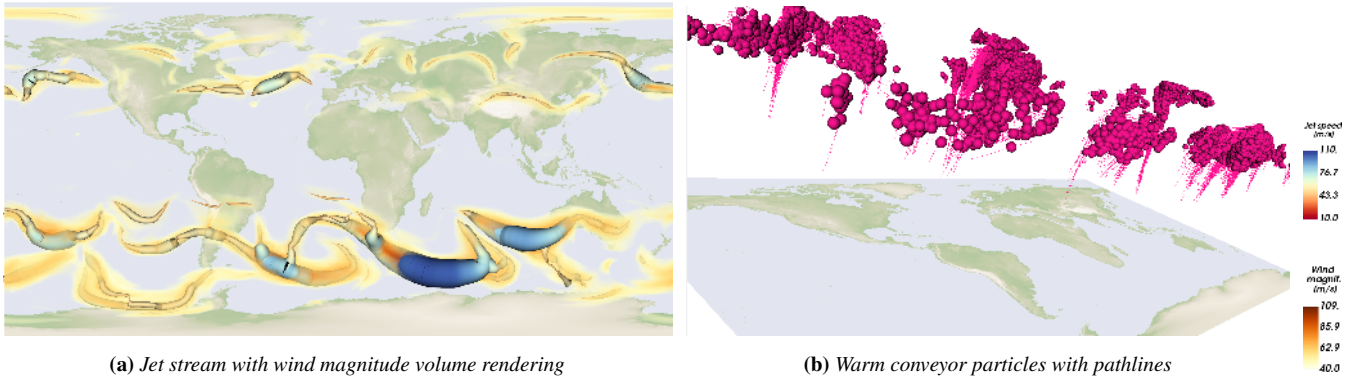 Jet speed
[m/s]
110.
76.7
43.3
10.0
Wind
magnit.
[m/s]
109.
85.9
62.9
40.0
(a) Jet stream with wind magnitude volume rendering
(b) Warm conveyor particles with pathlines